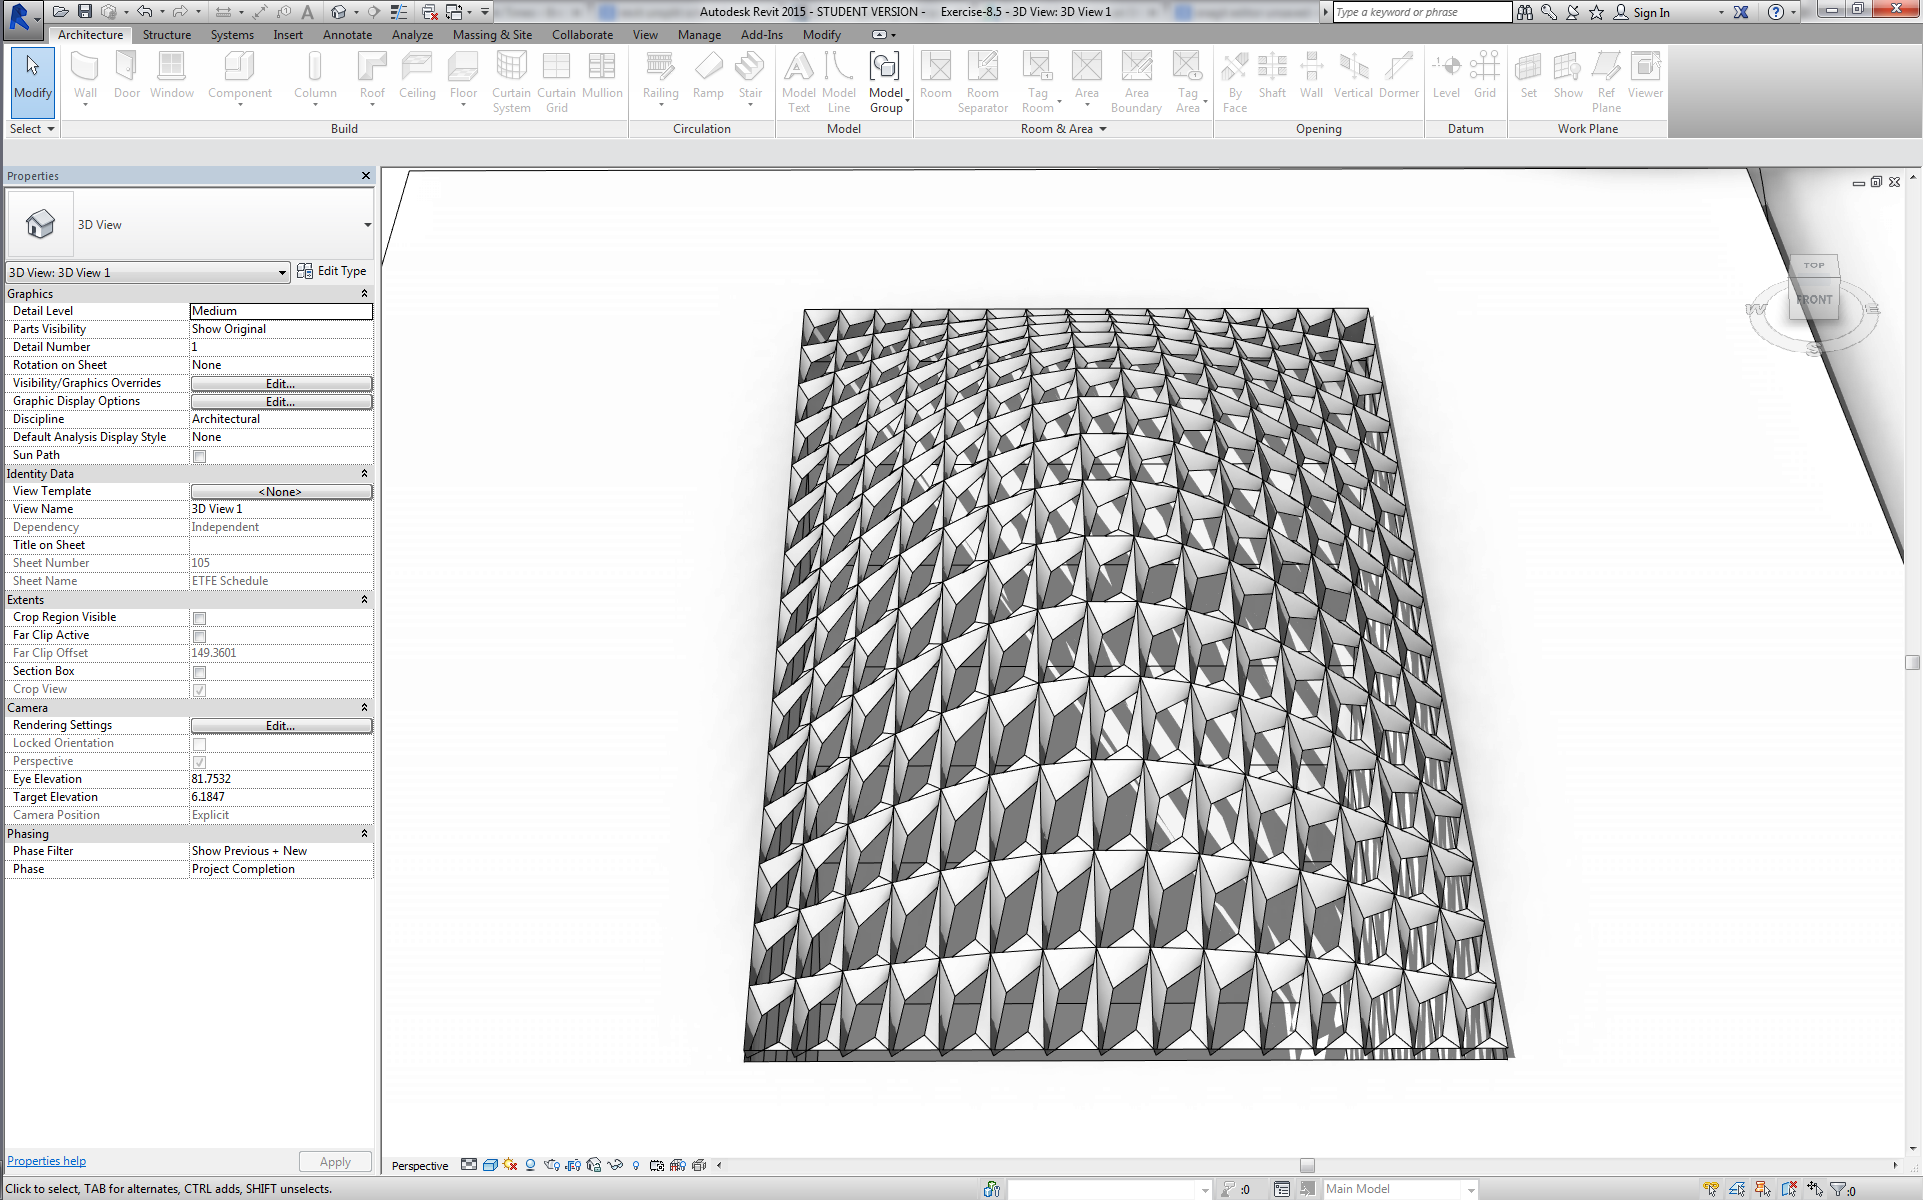 Autodesk Revit 2015 - STUDENT VERSION - Exercise-8.5 - 3D View: 3D View 1
Type a keyword or phrase
Sign In
Architecture Structure Systems Insert Annotate Analyze Massing & Site Collaborate View Manage Add-Ins Modify
Modify Wall Door Window Component Column Roof Ceiling Floor Curtain System Curtain Grid Mullion Railing Ramp Stair Model Text Model Line Model Group Room Room Separator Tag Room Area Area Boundary Tag Area By Face Shaft Wall Vertical Dormer Level Grid Set Show Ref Plane Viewer
Select Build Circulation Model Room & Area Opening Datum Work Plane
Properties
3D View
3D View: 3D View 1 Edit Type
Graphics
Detail Level Medium
Parts Visibility Show Original
Detail Number 1
Rotation on Sheet None
Visibility/Graphics Overrides Edit...
Graphic Display Options Edit...
Discipline Architectural
Default Analysis Display Style None
Sun Path
Identity Data
View Template <None>
View Name 3D View 1
Dependency Independent
Title on Sheet
Sheet Number 105
Sheet Name ETFE Schedule
Extents
Crop Region Visible
Far Clip Active
Far Clip Offset 149.3601
Section Box
Crop View
Camera
Rendering Settings Edit...
Locked Orientation
Perspective
Eye Elevation 81.7532
Target Elevation 6.1847
Camera Position Explicit
Phasing
Phase Filter Show Previous + New
Phase Project Completion
TOP
FRONT
W E
S
Properties help Apply
Perspective
Click to select, TAB for alternates, CTRL adds, SHIFT unselects.
:0
Main Model
:0